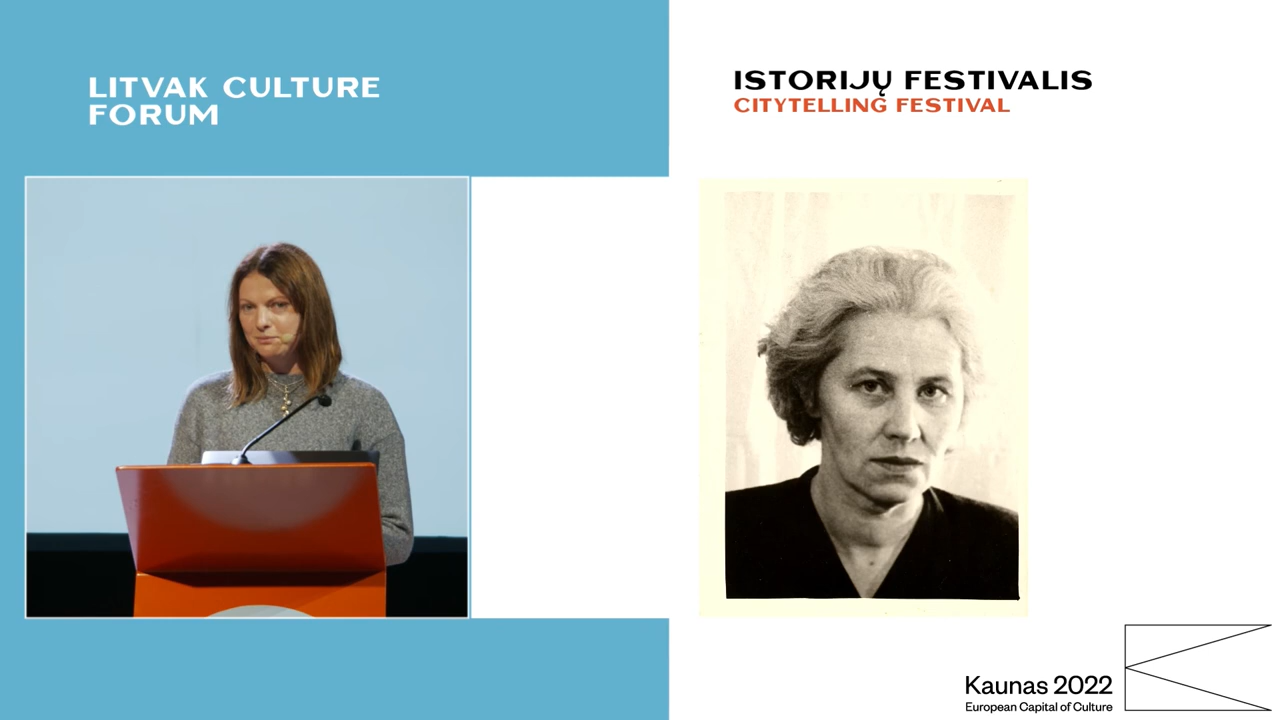 LITVAK CULTURE
FORUM
ISTORIJŲ FESTIVALIS
CITYTELLING FESTIVAL
Kaunas 2022
European Capital of Culture